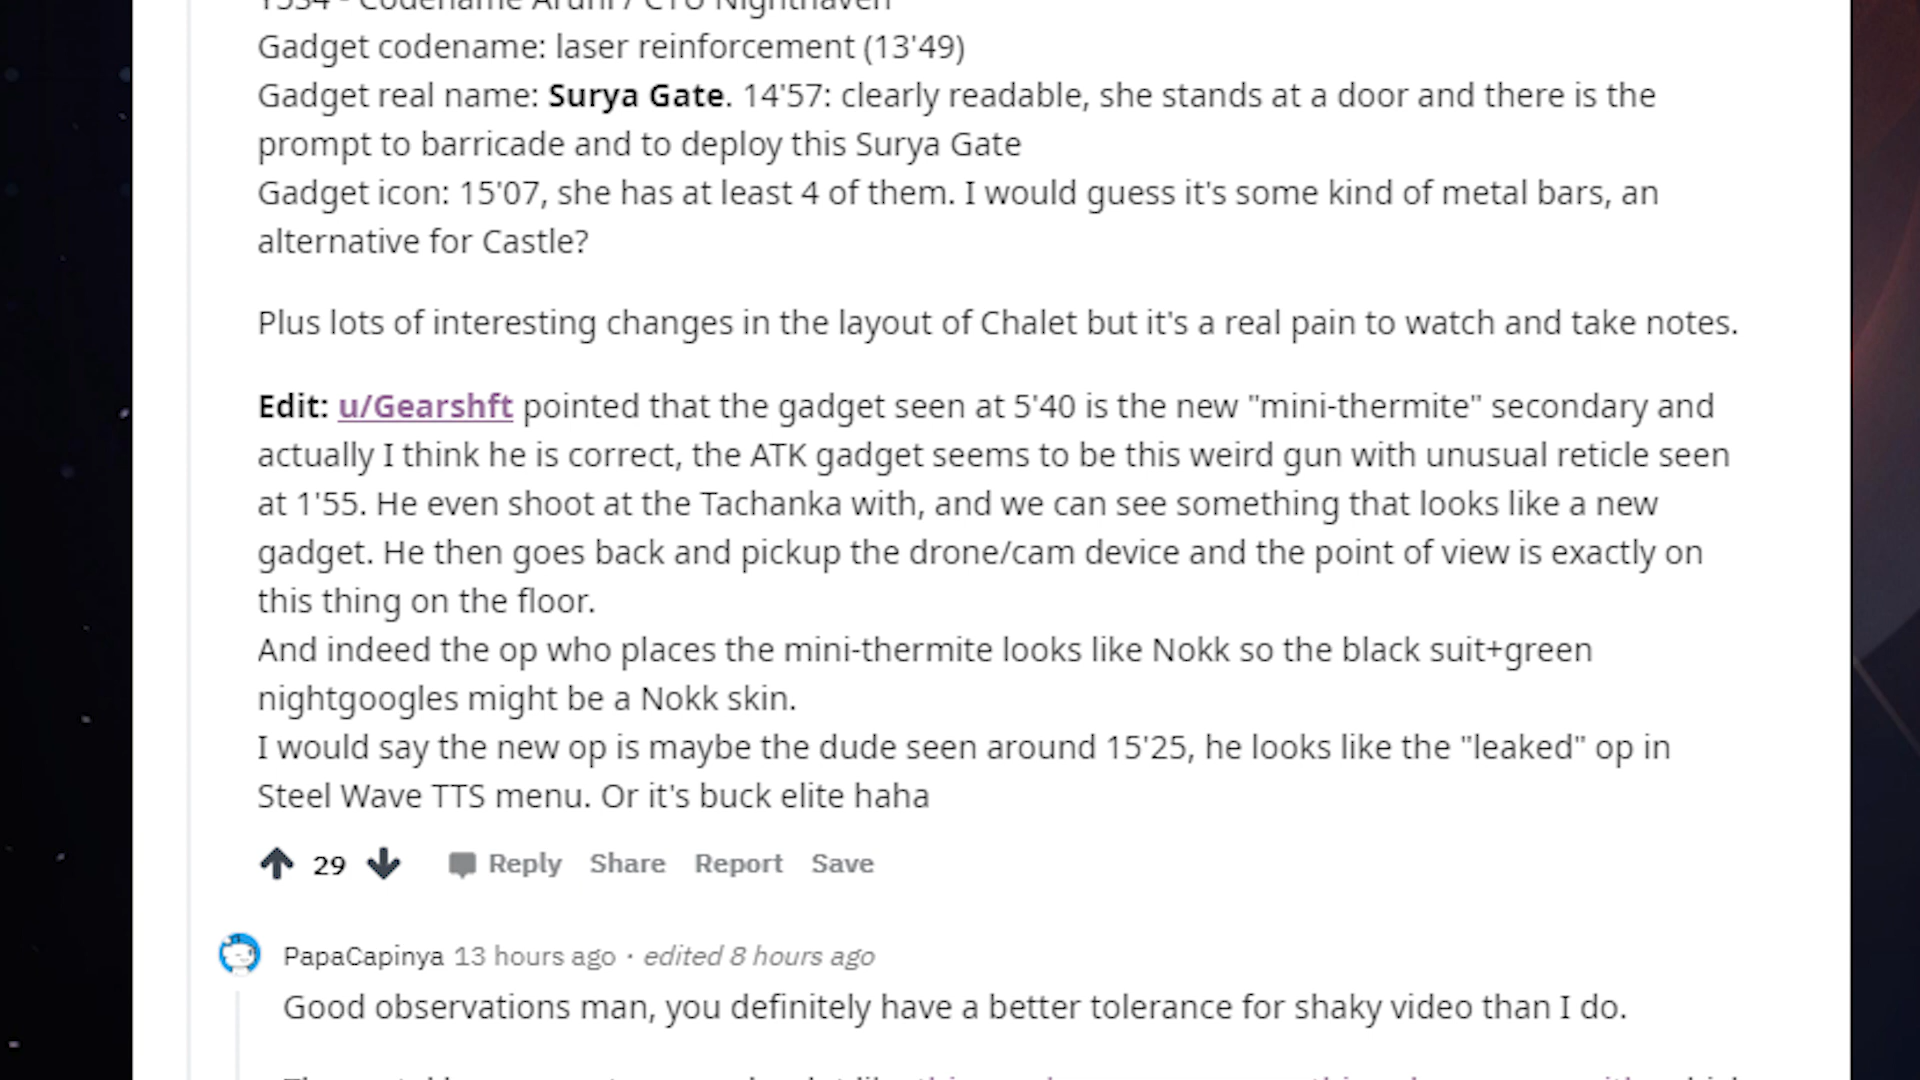 1534 - Codename Aruni / CTU Nighthaven
Gadget codename: laser reinforcement (13'49)
Gadget real name: Surya Gate. 14'57: clearly readable, she stands at a door and there is the
prompt to barricade and to deploy this Surya Gate
Gadget icon: 15'07, she has at least 4 of them. I would guess it's some kind of metal bars, an
alternative for Castle?
Plus lots of interesting changes in the layout of Chalet but it's a real pain to watch and take notes.
Edit: u/Gearshft pointed that the gadget seen at 5'40 is the new "mini-thermite" secondary and
actually I think he is correct, the ATK gadget seems to be this weird gun with unusual reticle seen
at 1'55. He even shoot at the Tachanka with, and we can see something that looks like a new
gadget. He then goes back and pickup the drone/cam device and the point of view is exactly on
this thing on the floor.
And indeed the op who places the mini-thermite looks like Nokk so the black suit+green
nightgoogles might be a Nokk skin.
I would say the new op is maybe the dude seen around 15'25, he looks like the "leaked" op in
Steel Wave TTS menu. Or it's buck elite haha
29 Reply Share Report Save
PapaCapinya 13 hours ago · edited 8 hours ago
Good observations man, you definitely have a better tolerance for shaky video than I do.